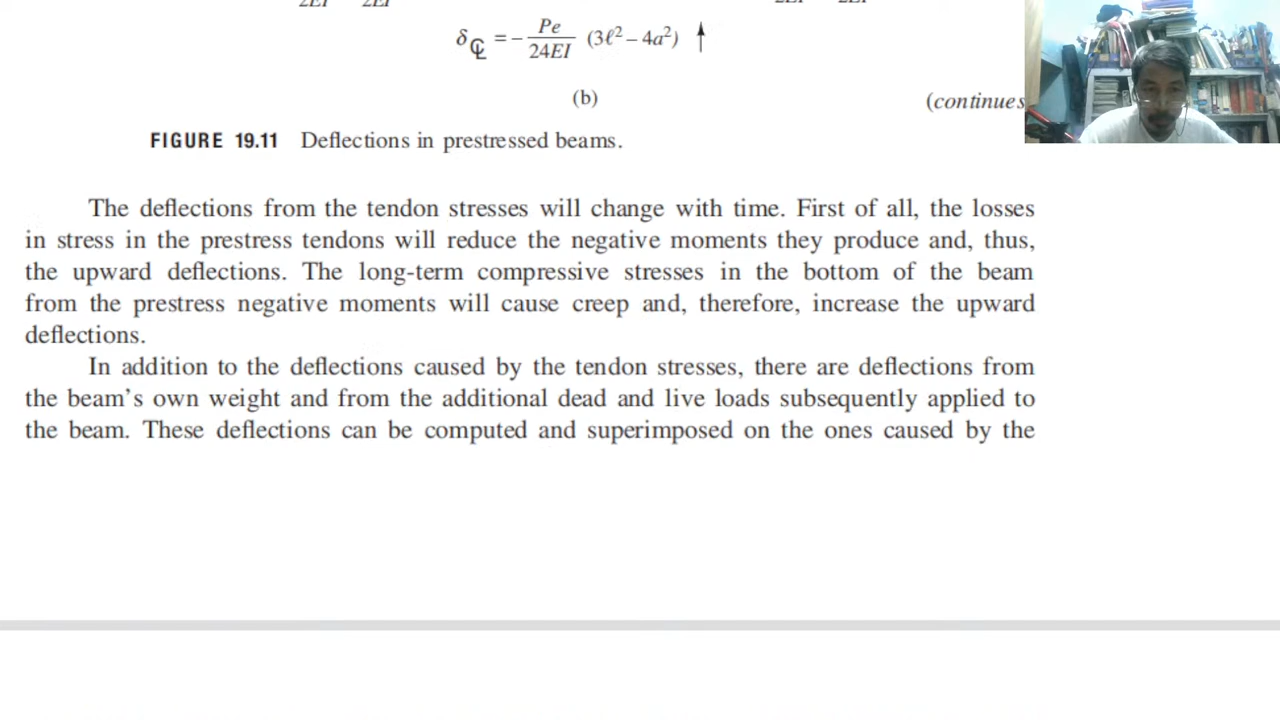 δ℄ = – Pe/24EI (3ℓ² – 4a²) ↑
(b)
(continues
FIGURE 19.11 Deflections in prestressed beams.
The deflections from the tendon stresses will change with time. First of all, the losses
in stress in the prestress tendons will reduce the negative moments they produce and, thus,
the upward deflections. The long-term compressive stresses in the bottom of the beam
from the prestress negative moments will cause creep and, therefore, increase the upward
deflections.
In addition to the deflections caused by the tendon stresses, there are deflections from
the beam's own weight and from the additional dead and live loads subsequently applied to
the beam. These deflections can be computed and superimposed on the ones caused by the